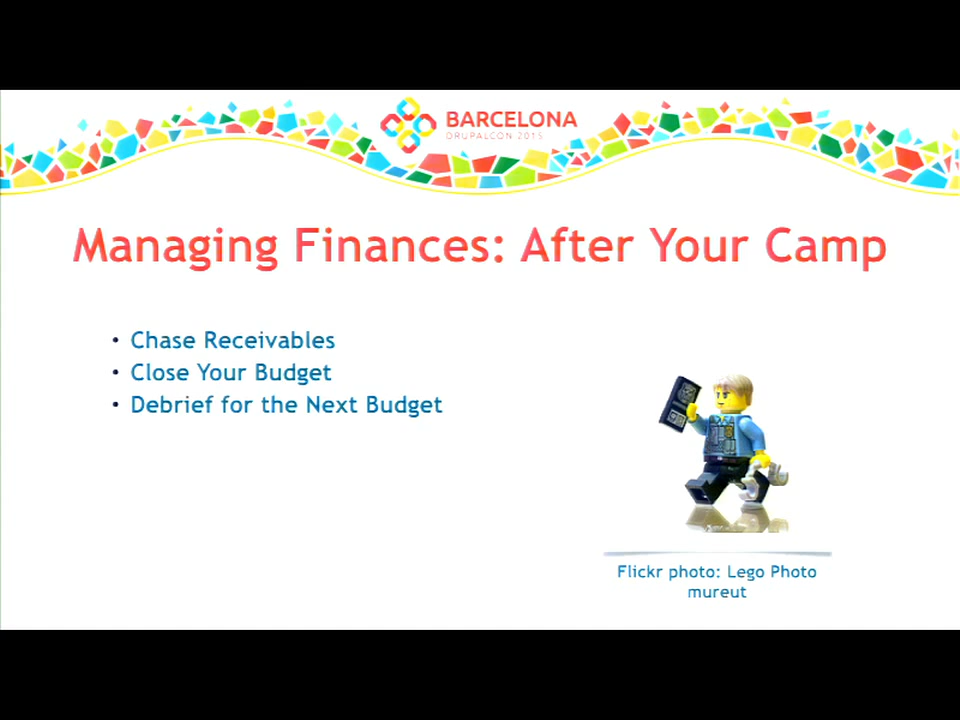 BARCELONA
DRUPALCON 2015
Managing Finances: After Your Camp
• Chase Receivables
• Close Your Budget
• Debrief for the Next Budget
Flickr photo: Lego Photo
mureut